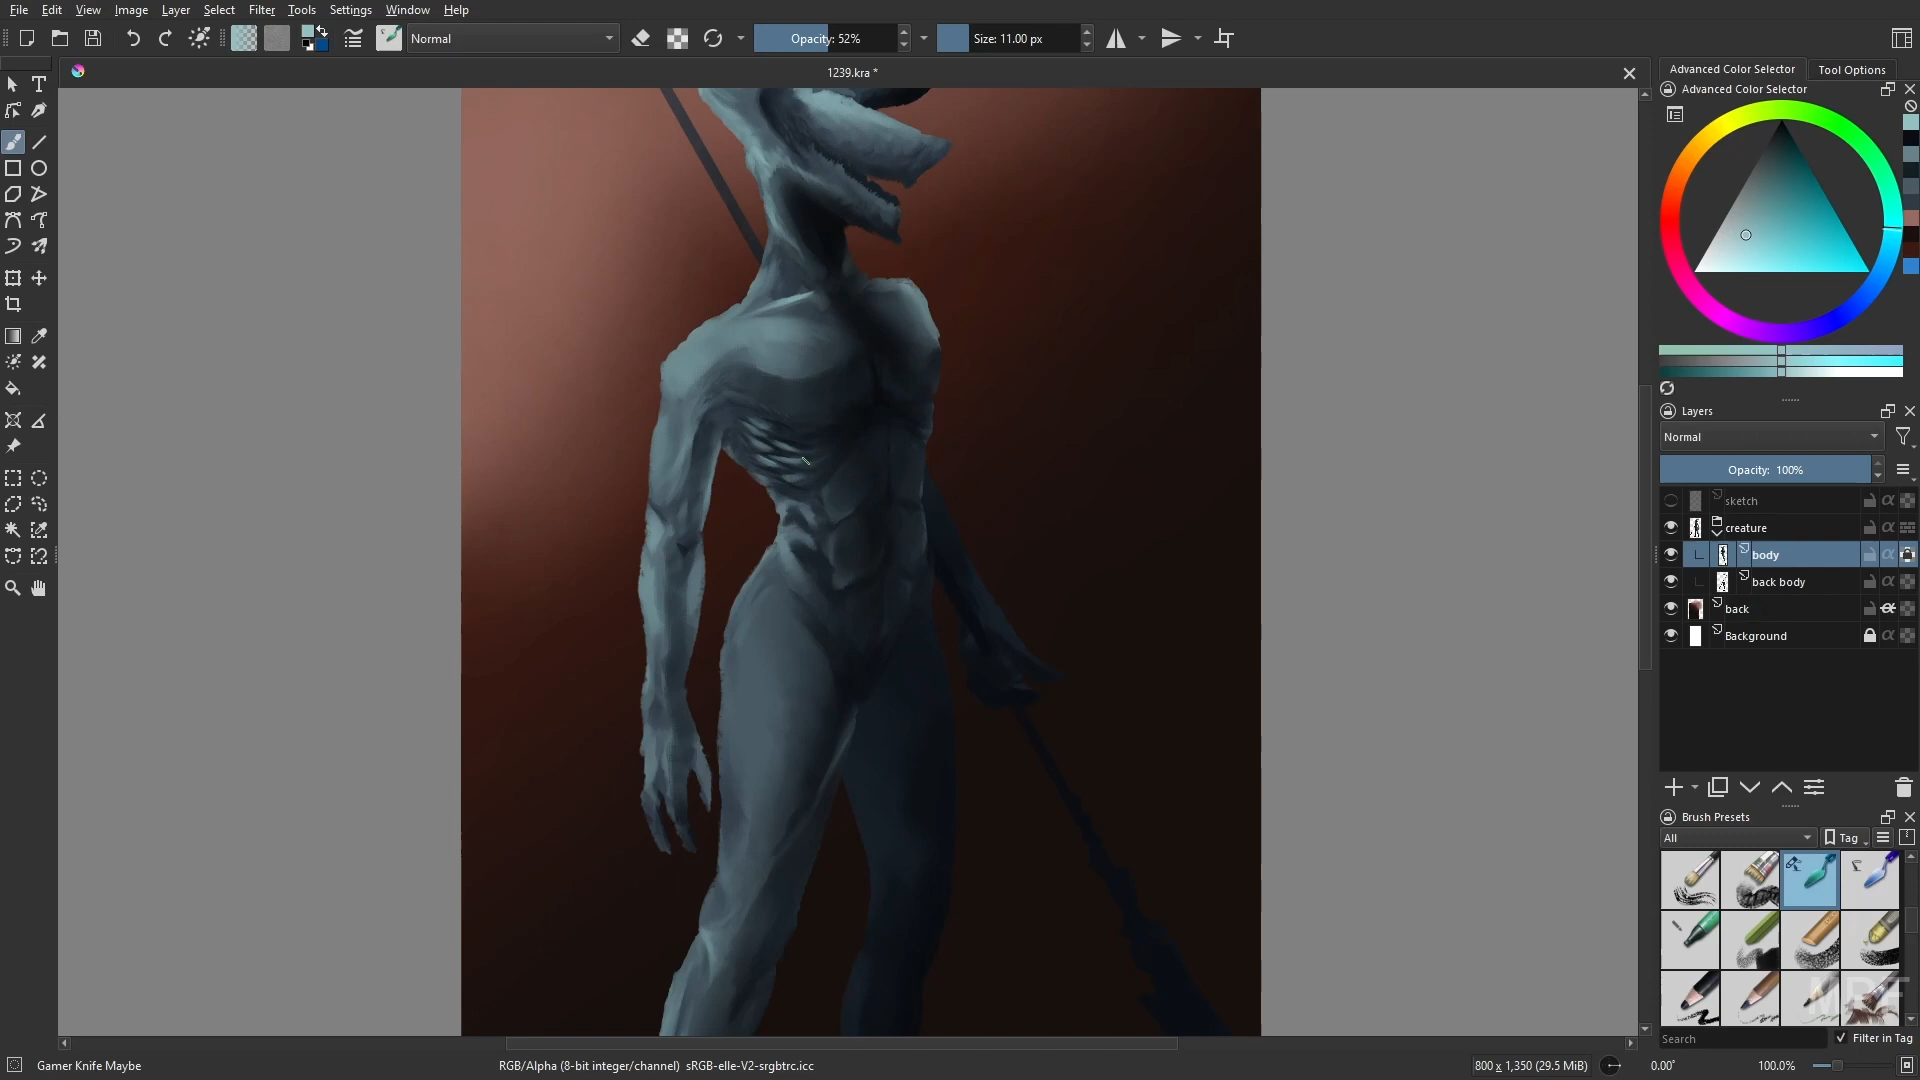 File Edit View Image Layer Select Filter Tools Settings Window Help
Normal
Opacity: 52%
Size: 11.00 px
1239.kra *
Advanced Color Selector
Tool Options
Advanced Color Selector
Layers
Normal
Opacity: 100%
sketch
creature
body
back body
back
Background
Brush Presets
All
Tag
Search
Filter in Tag
Gamer Knife Maybe
RGB/Alpha (8-bit integer/channel) sRGB-elle-V2-srgbtrc.icc
800 x 1,350 (29.5 MiB)
0.00°
100.0%